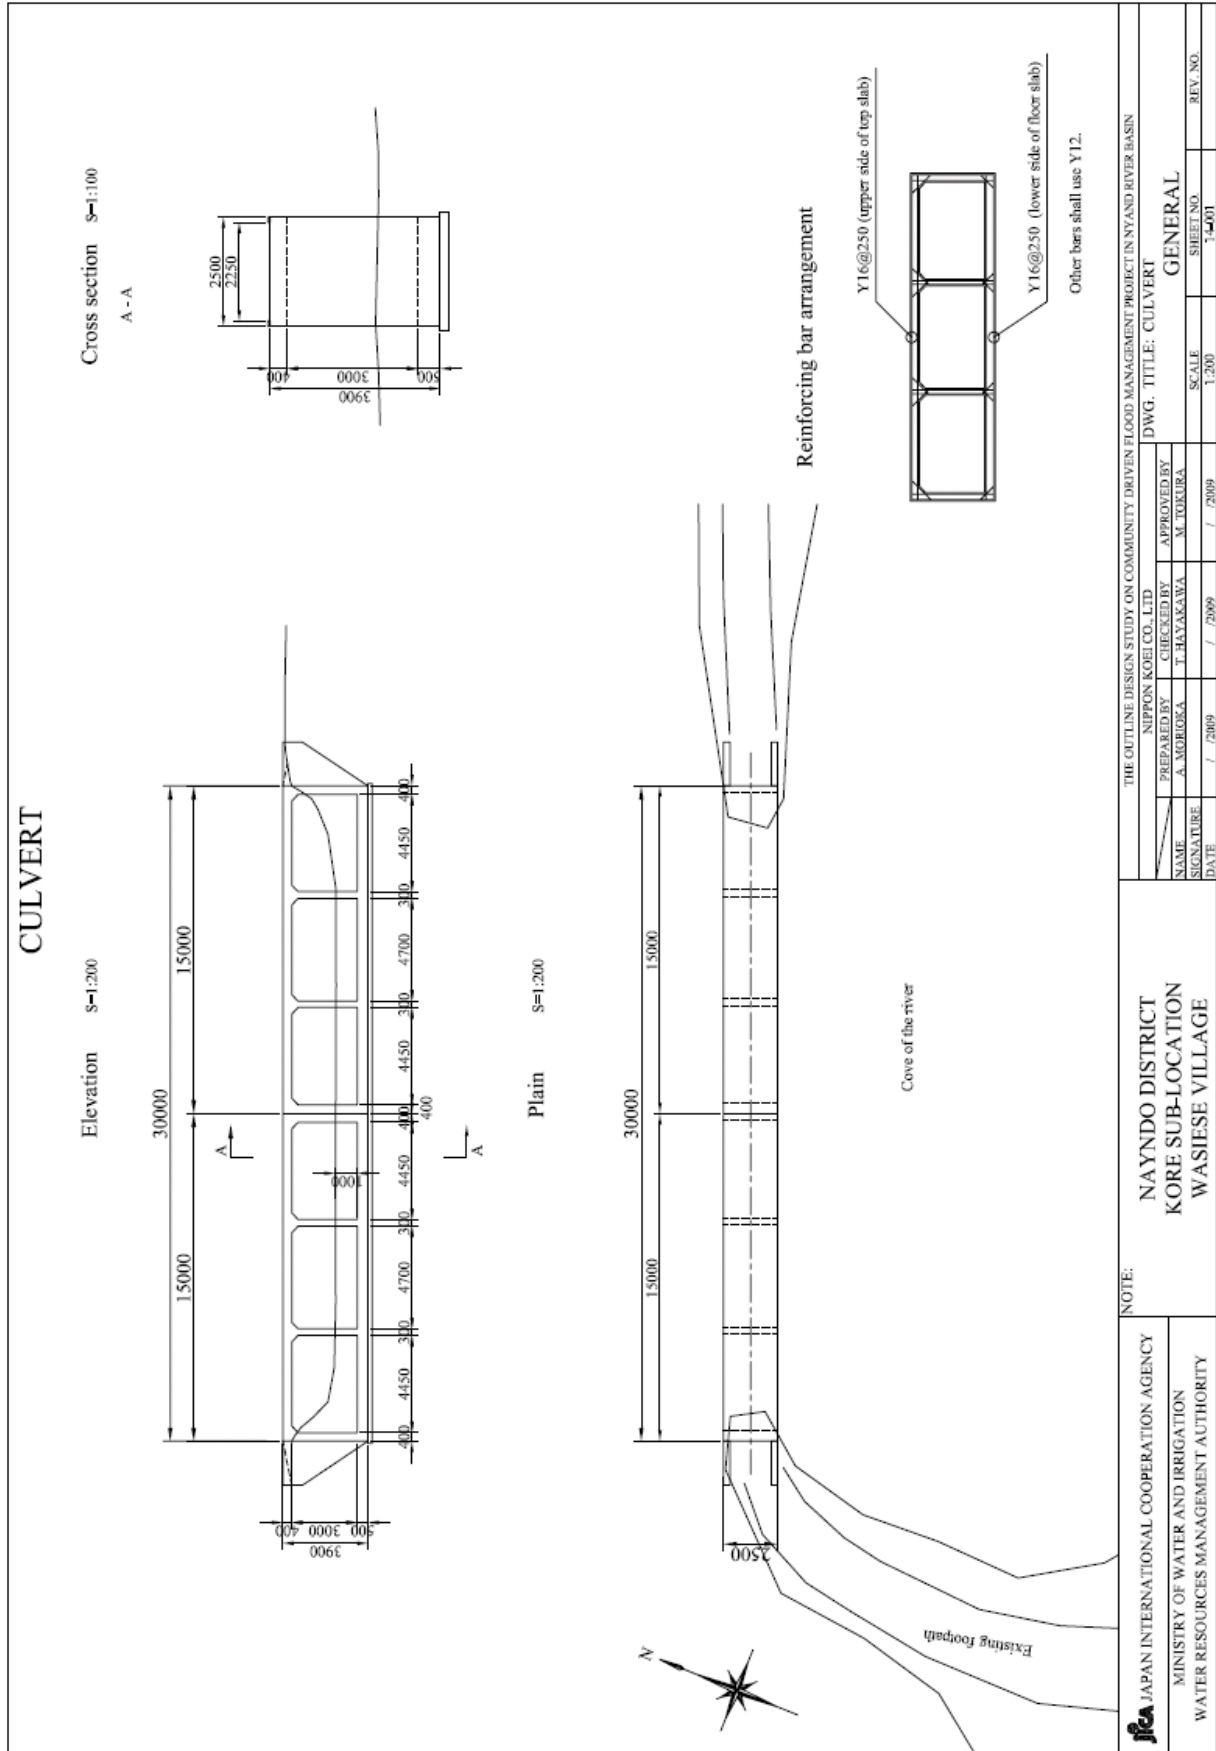 CULVERT
Elevation S=1:200
30000
15000
15000
A
A
1000
400
3000
500
3900
400
4450
300
4700
300
4450
400
400
4450
300
4700
300
4450
400
Cross section S=1:100
A - A
2500
2250
400
3000
500
3900
Plain S=1:200
30000
15000
15000
2500
N
Existing footpath
Cove of the river
Reinforcing bar arrangement
Y16@250 (upper side of top slab)
Y16@250 (lower side of floor slab)
Other bars shall use Y12.
JICA JAPAN INTERNATIONAL COOPERATION AGENCY
MINISTRY OF WATER AND IRRIGATION
WATER RESOURCES MANAGEMENT AUTHORITY
NOTE:
NAYNDO DISTRICT
KORE SUB-LOCATION
WASIESE VILLAGE
THE OUTLINE DESIGN STUDY ON COMMUNITY DRIVEN FLOOD MANAGEMENT PROJECT IN NYAND RIVER BASIN
NIPPON KOEI CO., LTD
PREPARED BY CHECKED BY APPROVED BY
NAME A. MORIOKA T. HAYAKAWA M. TOKURA
SIGNATURE
DATE / /2009 / /2009 / /2009
DWG. TITLE: CULVERT
GENERAL
SCALE SHEET NO. REV. NO.
1:200 14-001